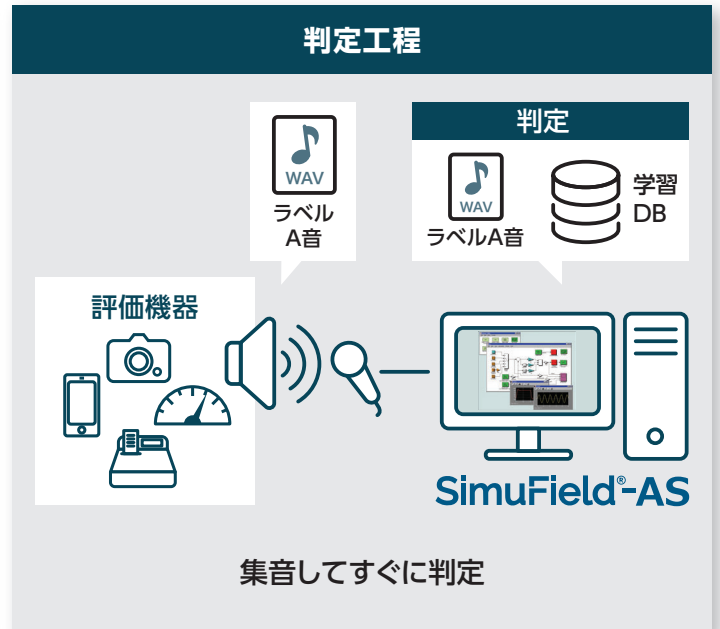 判定工程
WAV
ラベル
A音
判定
WAV
ラベルA音
学習
DB
評価機器
SimuField®-AS
集音してすぐに判定